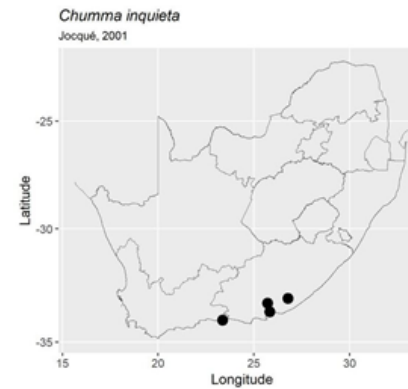 Chumma inquieta
Jocqué, 2001
-25
-30
-35
Latitude
15 20 25 30
Longitude